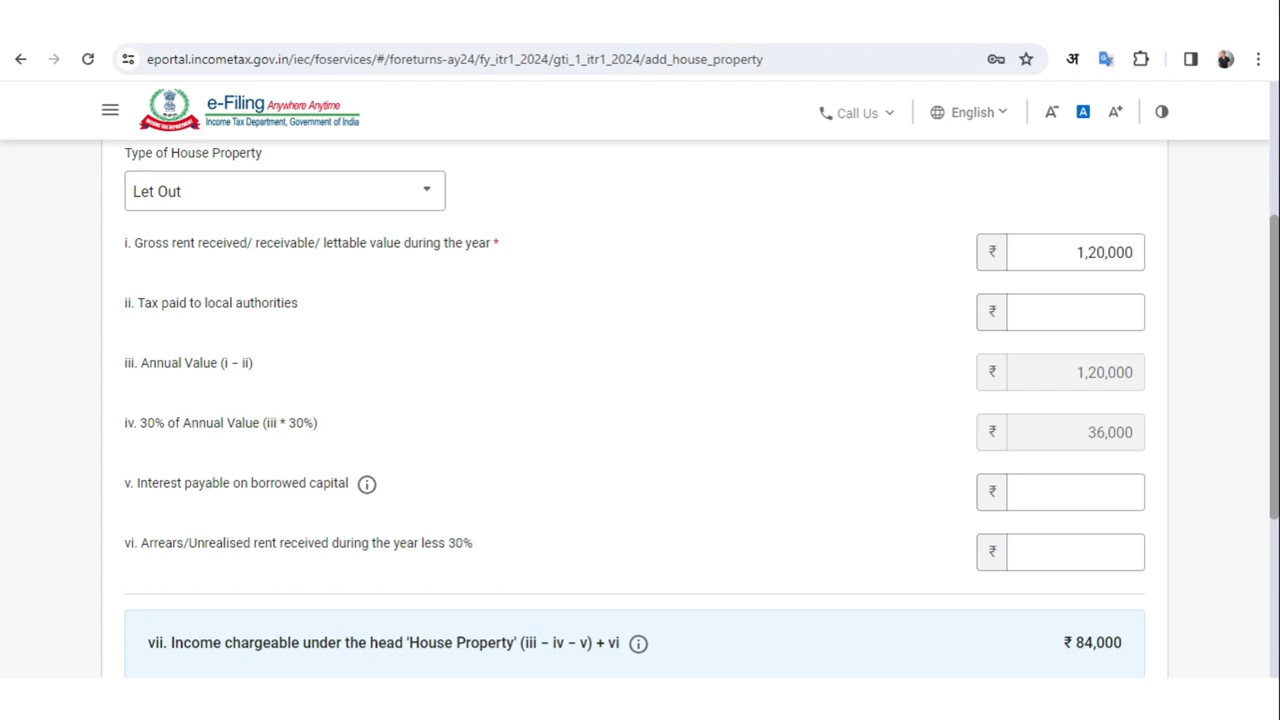 eportal.incometax.gov.in/iec/foservices/#/foreturns-ay24/fy_itr1_2024/gti_1_itr1_2024/add_house_property
अ
e-Filing Anywhere Anytime
Income Tax Department, Government of India
Call Us
English
A-
A
A+
Type of House Property
Let Out
i. Gross rent received/ receivable/ lettable value during the year *
₹ 1,20,000
ii. Tax paid to local authorities
₹
iii. Annual Value (i − ii)
₹ 1,20,000
iv. 30% of Annual Value (iii * 30%)
₹ 36,000
v. Interest payable on borrowed capital
₹
vi. Arrears/Unrealised rent received during the year less 30%
₹
vii. Income chargeable under the head 'House Property' (iii − iv − v) + vi
₹ 84,000